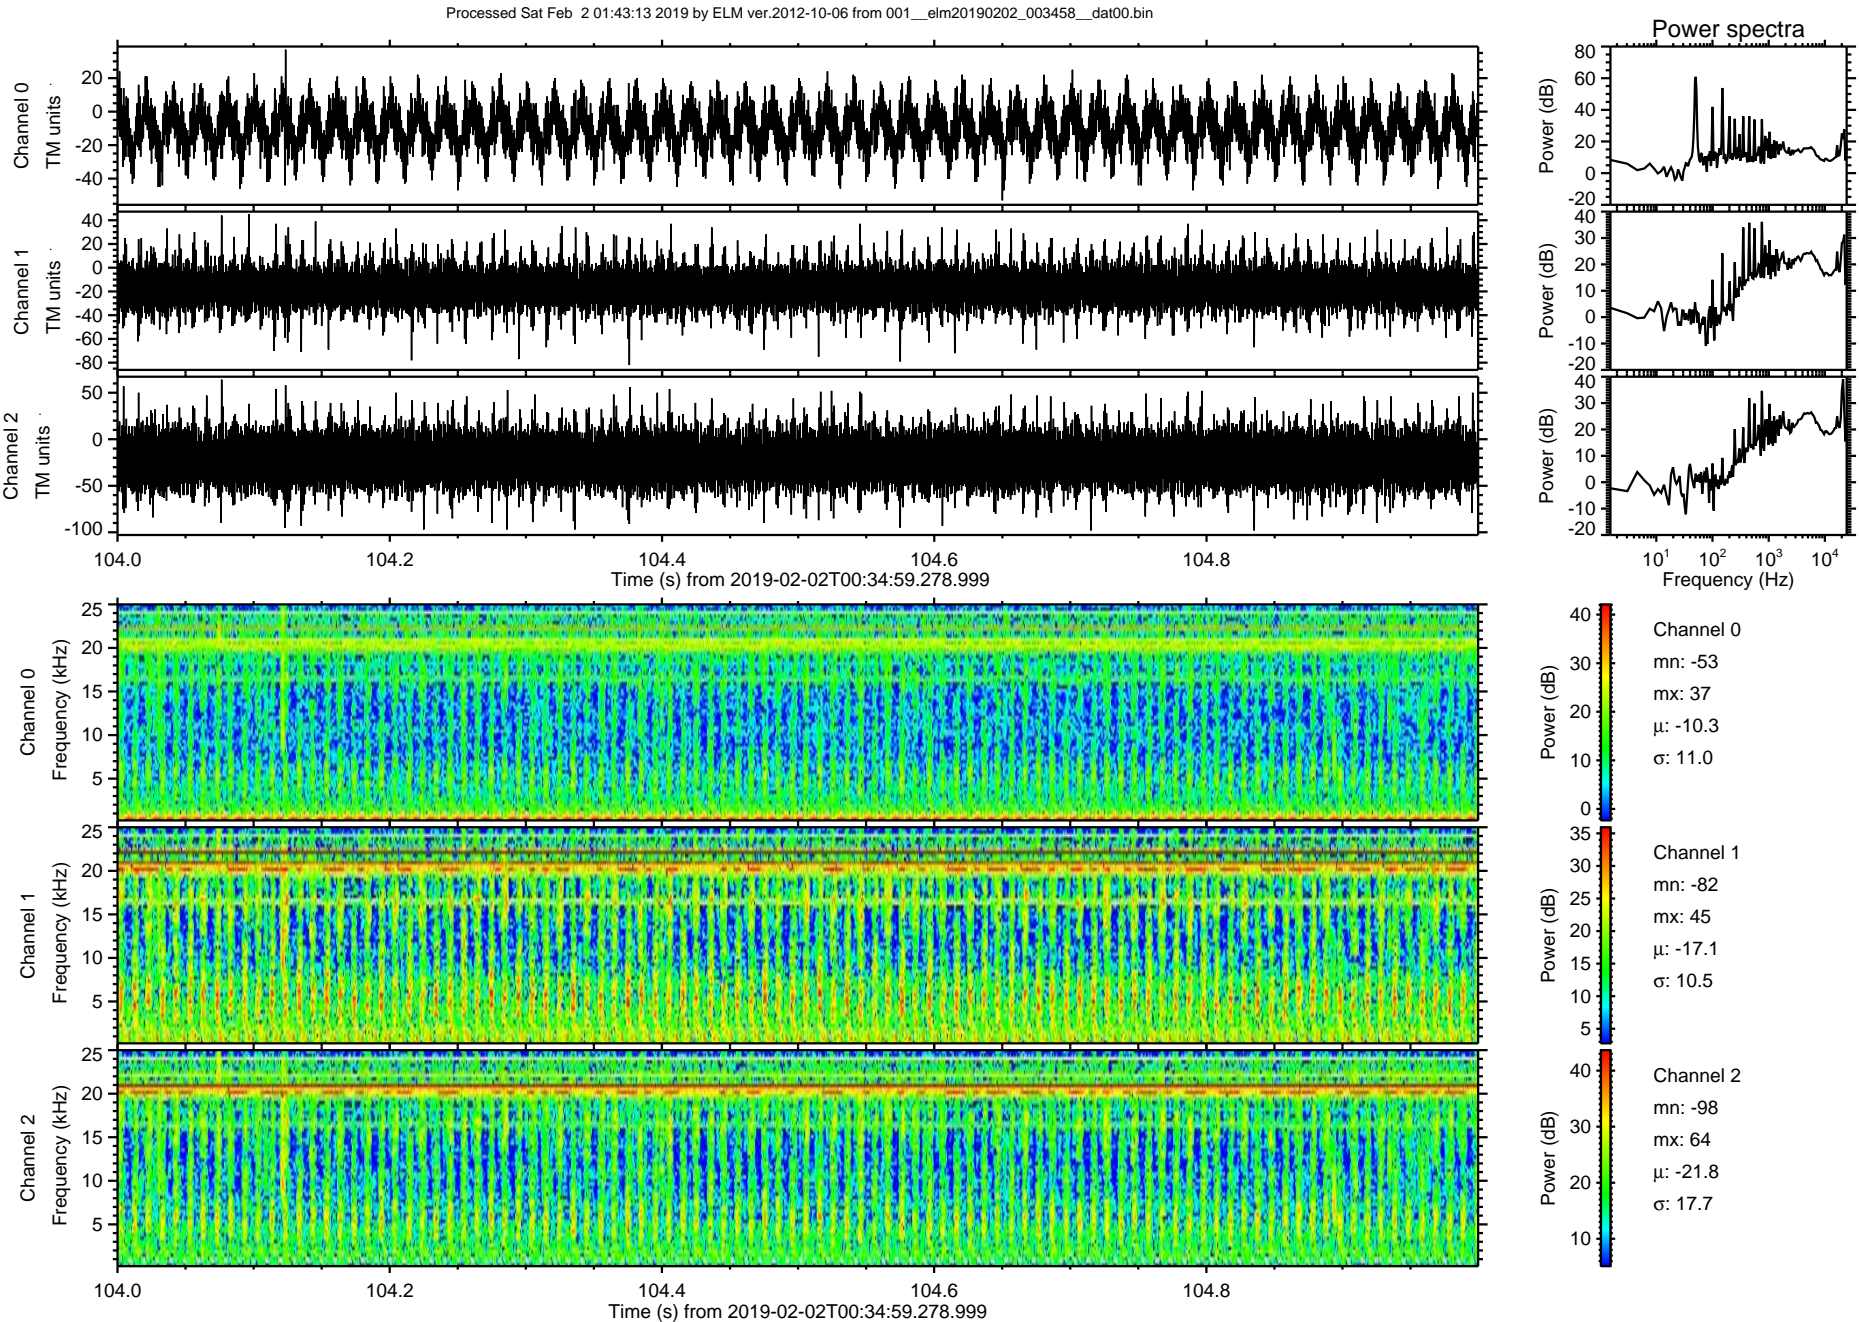 Processed Sat Feb  2 01:43:13 2019 by ELM ver.2012-10-06 from 001__elm20190202_003458__dat00.bin
Power spectra
Channel 0
TM units
20
0
-20
-40
Power (dB)
80
60
40
20
0
-20
Channel 1
TM units
40
20
0
-20
-40
-60
-80
Power (dB)
40
30
20
10
0
-10
-20
Channel 2
TM units
50
0
-50
-100
Power (dB)
40
30
20
10
0
-10
-20
104.0 104.2 104.4 104.6 104.8
Time (s) from 2019-02-02T00:34:59.278.999
10¹ 10² 10³ 10⁴
Frequency (Hz)
Channel 0
Frequency (kHz)
25
20
15
10
5
Power (dB)
40
30
20
10
0
Channel 0
mn: -53
mx: 37
μ: -10.3
σ: 11.0
Channel 1
Frequency (kHz)
25
20
15
10
5
Power (dB)
35
30
25
20
15
10
5
Channel 1
mn: -82
mx: 45
μ: -17.1
σ: 10.5
Channel 2
Frequency (kHz)
25
20
15
10
5
Power (dB)
40
30
20
10
Channel 2
mn: -98
mx: 64
μ: -21.8
σ: 17.7
104.0 104.2 104.4 104.6 104.8
Time (s) from 2019-02-02T00:34:59.278.999